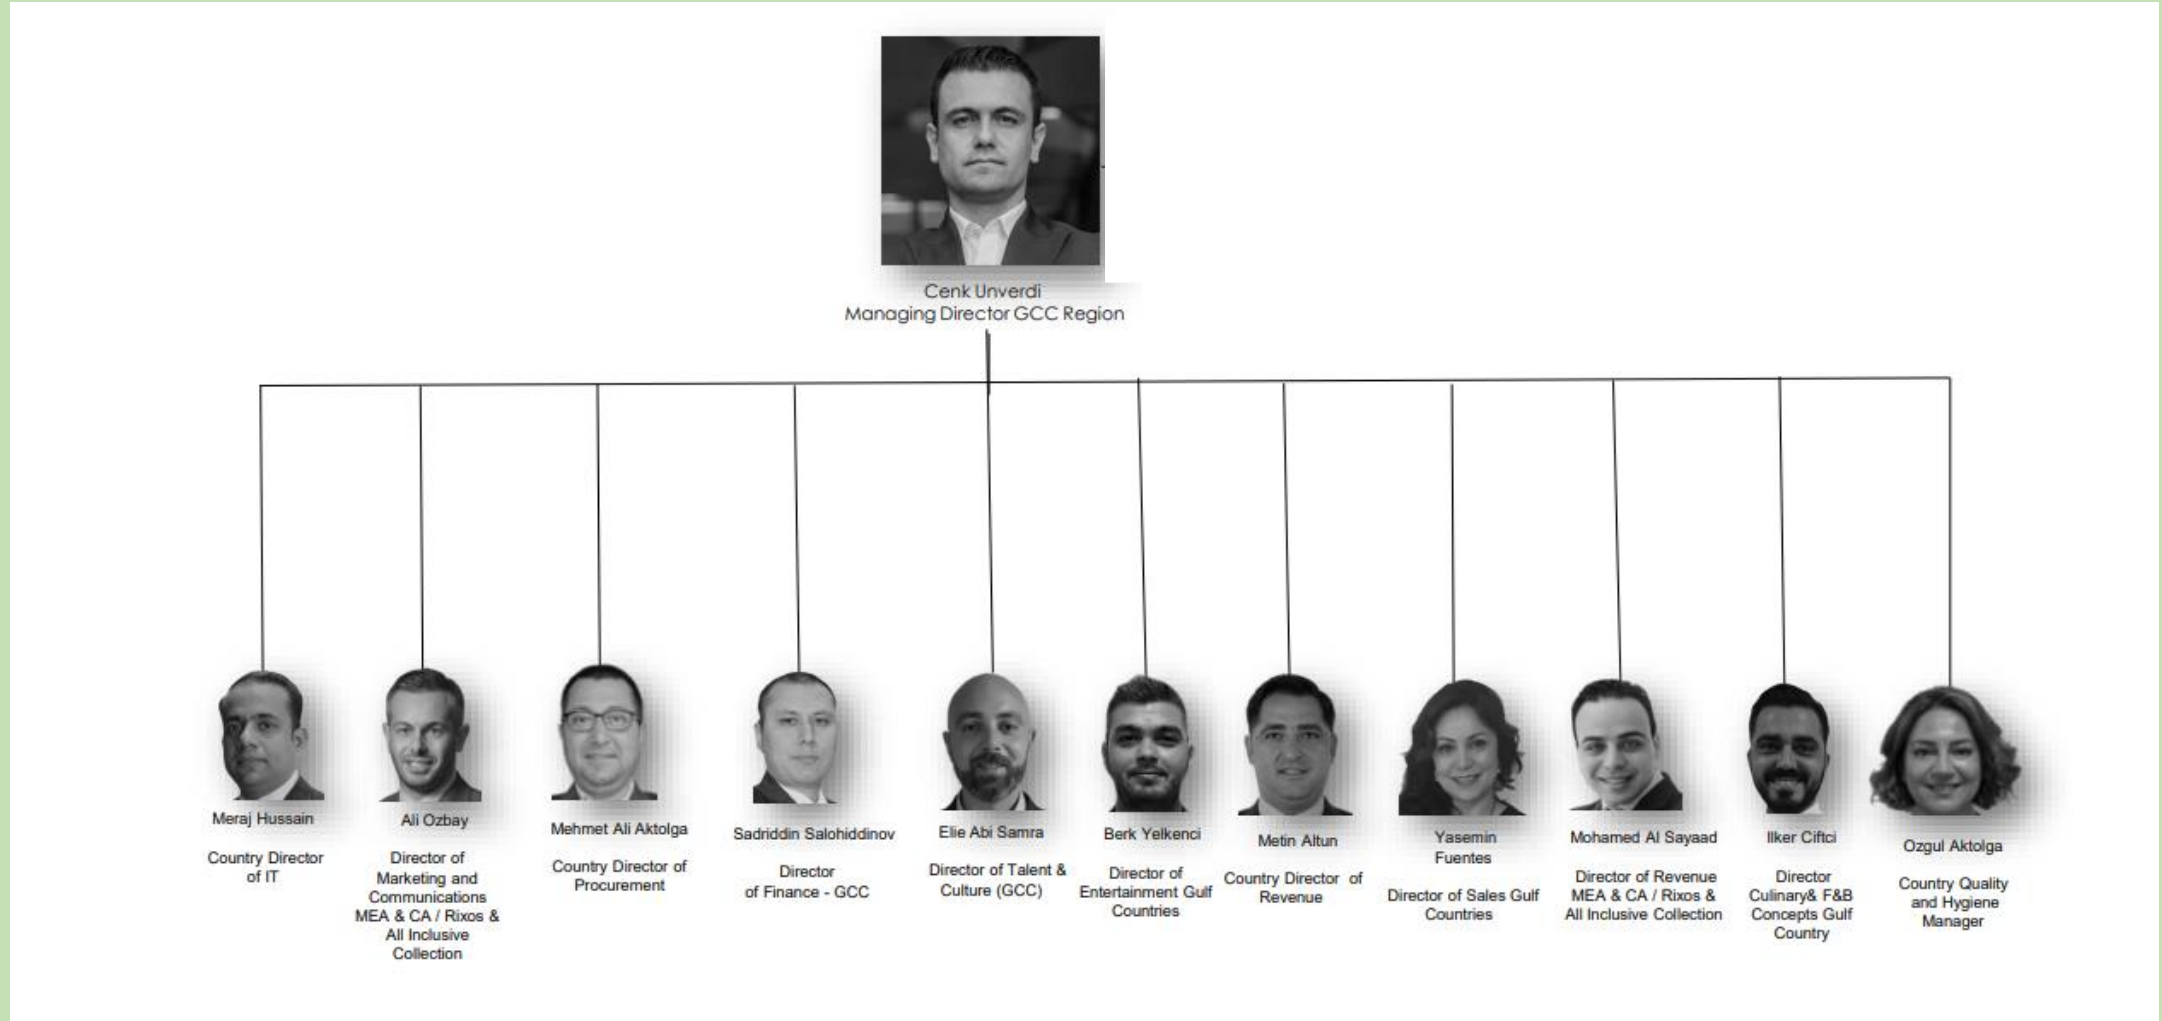 Cenk Unverdi
Managing Director GCC Region
Meraj Hussain
Country Director
of IT
Ali Ozbay
Director of
Marketing and
Communications
MEA & CA / Rixos &
All Inclusive
Collection
Mehmet Ali Aktolga
Country Director of
Procurement
Sadriddin Salohiddinov
Director
of Finance - GCC
Elie Abi Samra
Director of Talent &
Culture (GCC)
Berk Yelkenci
Director of
Entertainment Gulf
Countries
Metin Altun
Country Director of
Revenue
Yasemin
Fuentes
Director of Sales Gulf
Countries
Mohamed Al Sayaad
Director of Revenue
MEA & CA / Rixos &
All Inclusive Collection
Ilker Ciftci
Director
Culinary& F&B
Concepts Gulf
Country
Ozgul Aktolga
Country Quality
and Hygiene
Manager